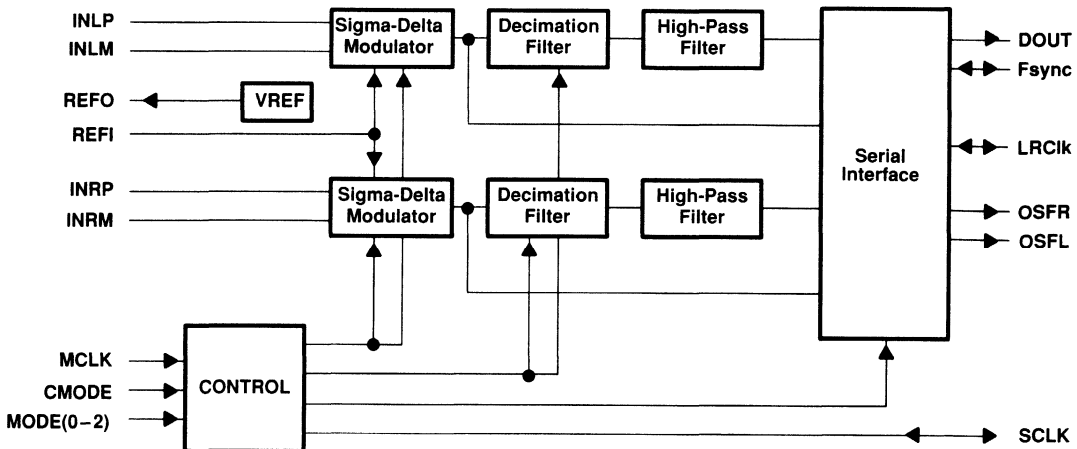 INLP
INLM
REFO
REFI
INRP
INRM
MCLK
CMODE
MODE(0–2)
VREF
CONTROL
Sigma-Delta
Modulator
Decimation
Filter
High-Pass
Filter
Sigma-Delta
Modulator
Decimation
Filter
High-Pass
Filter
Serial
Interface
DOUT
Fsync
LRClk
OSFR
OSFL
SCLK